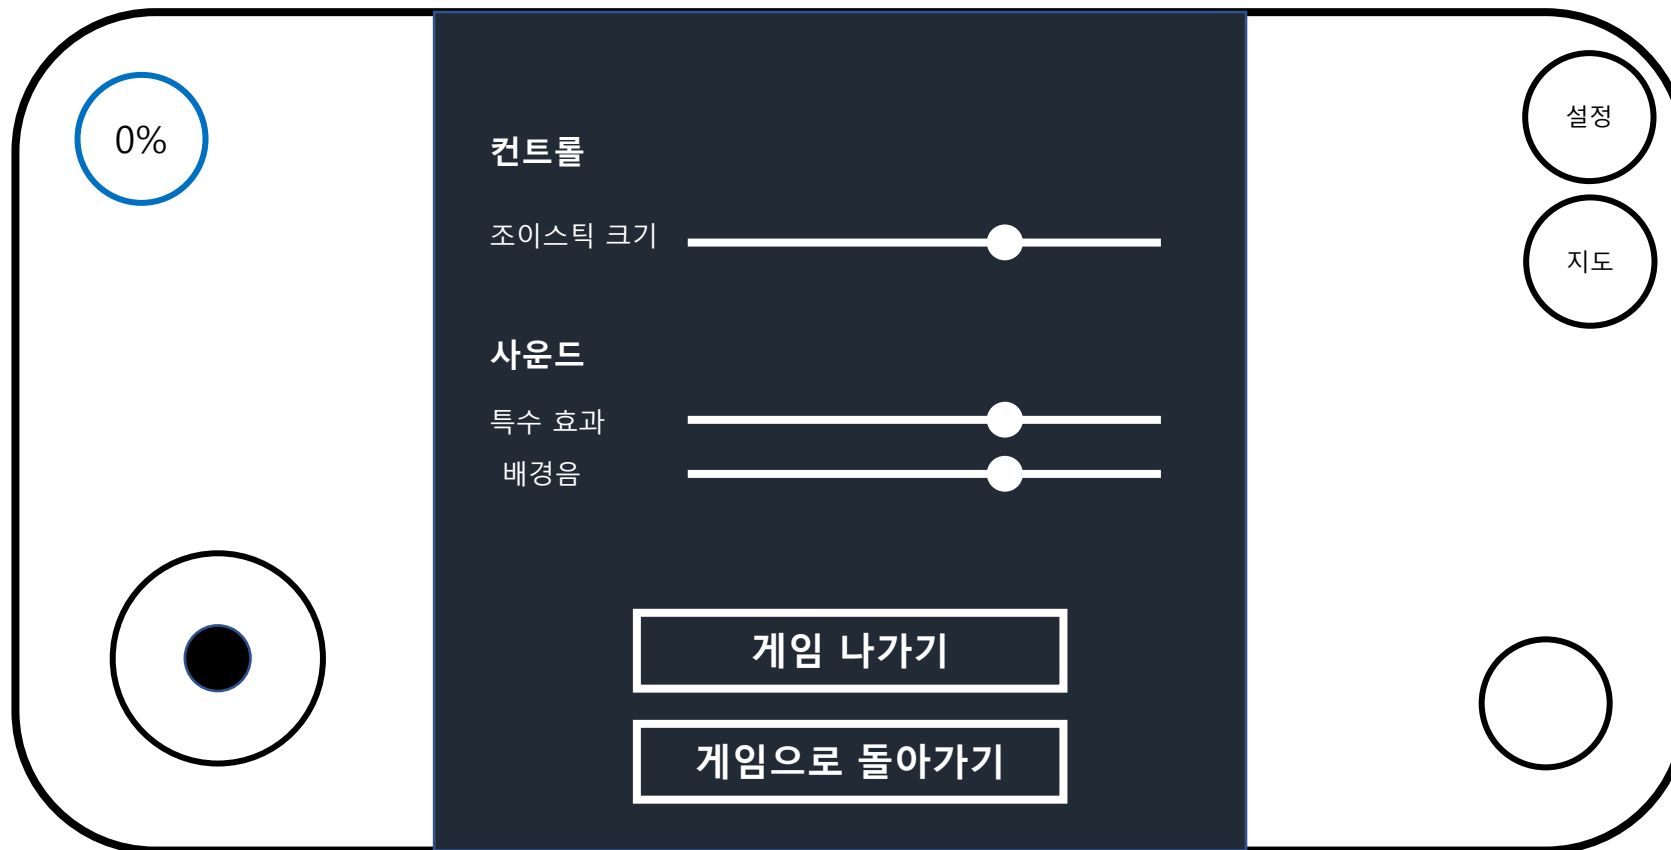 0%
설정
지도
컨트롤
조이스틱 크기
사운드
특수 효과
배경음
게임 나가기
게임으로 돌아가기